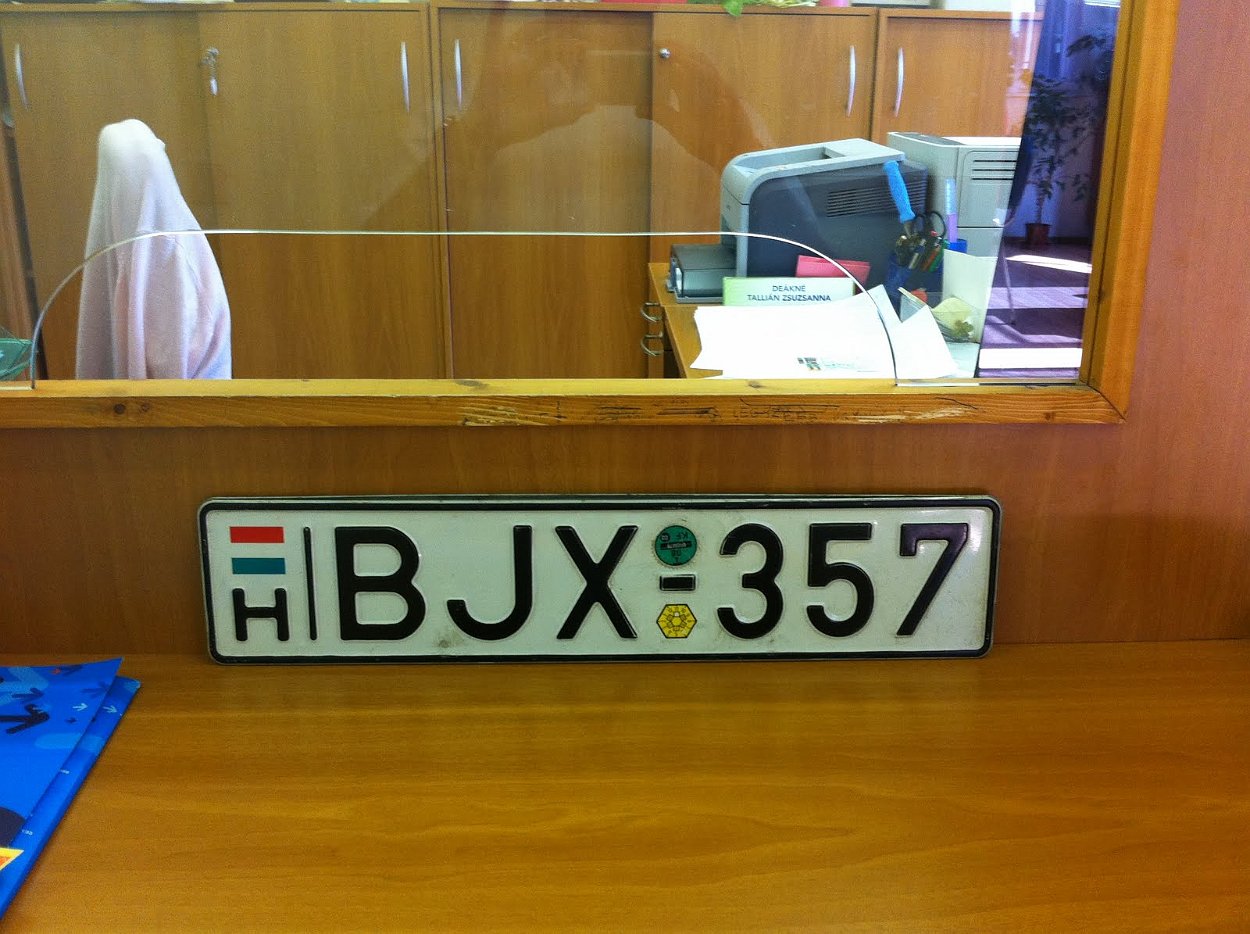 DEÁKNÉ
TALLIÁN ZSUZSANNA
H BJX-357